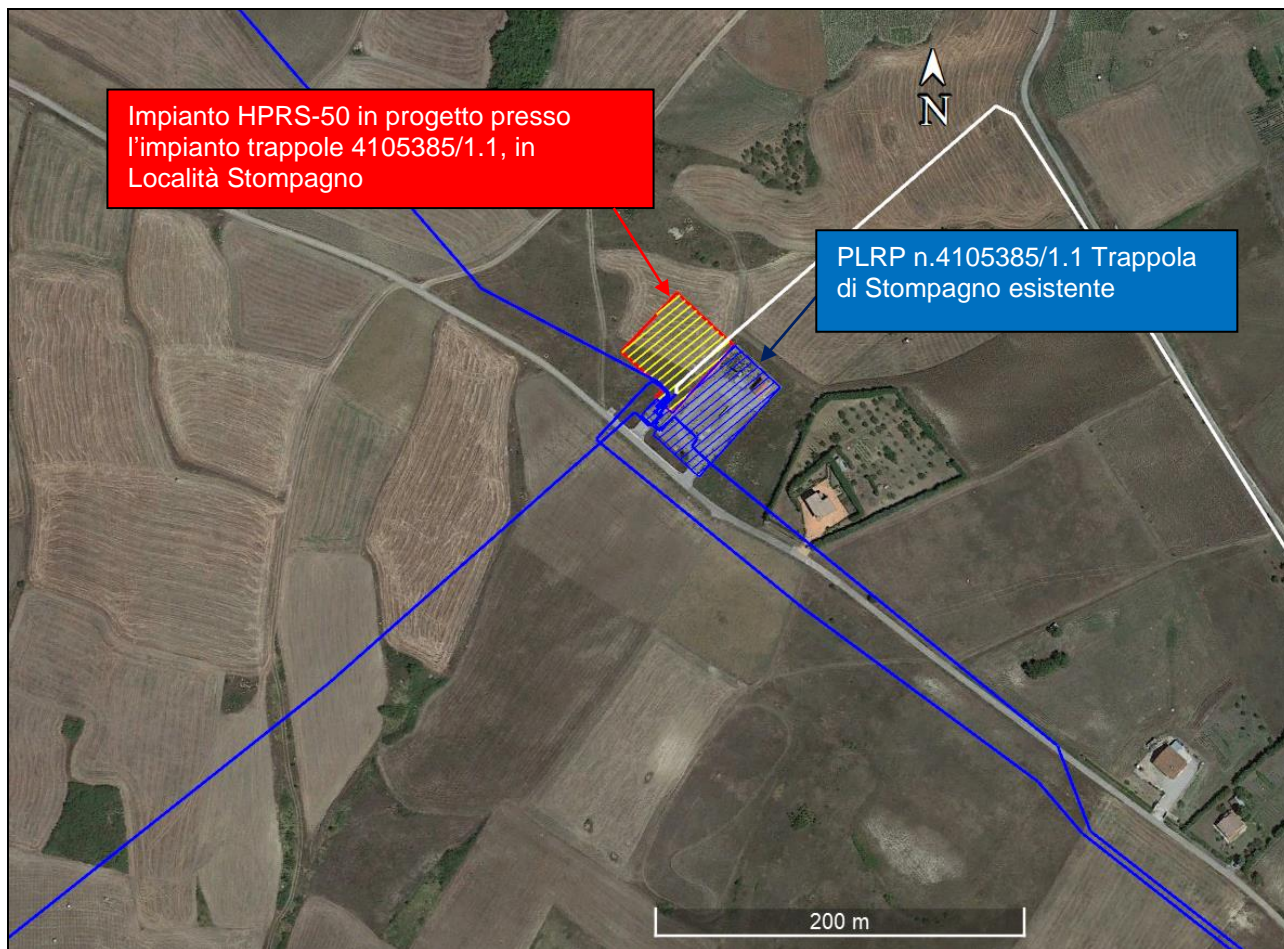 Impianto HPRS-50 in progetto presso
l'impianto trappole 4105385/1.1, in
Località Stompagno
N
PLRP n.4105385/1.1 Trappola
di Stompagno esistente
200 m